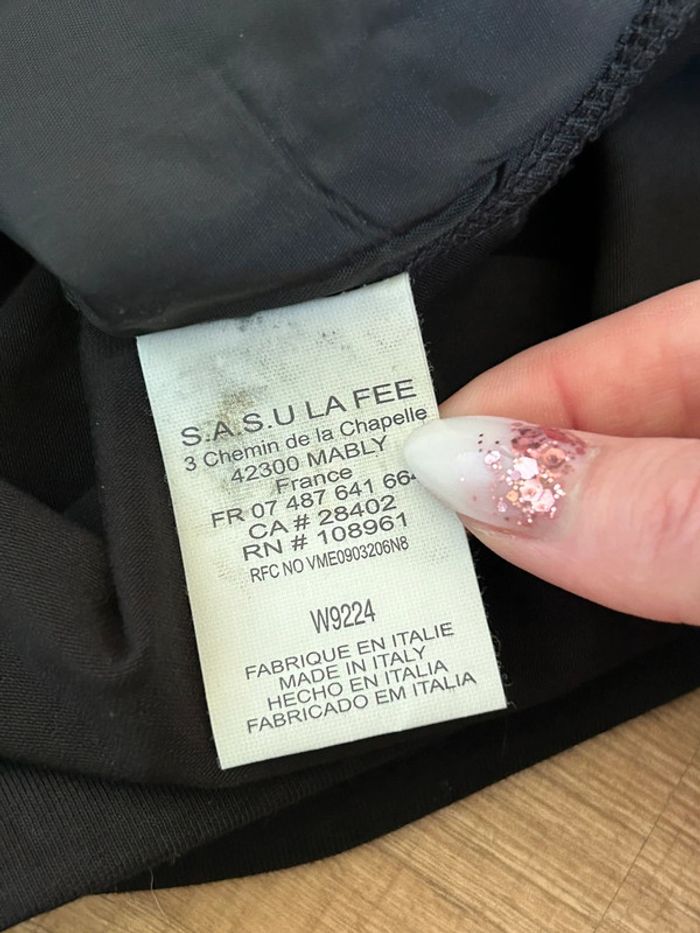 S.A.S.U LA FEE
3 Chemin de la Chapelle
42300 MABLY
France
FR 07 487 641 664
CA # 28402
RN # 108961
RFC NO VME0903206N8
W9224
FABRIQUE EN ITALIE
MADE IN ITALY
HECHO EN ITALIA
FABRICADO EM ITALIA